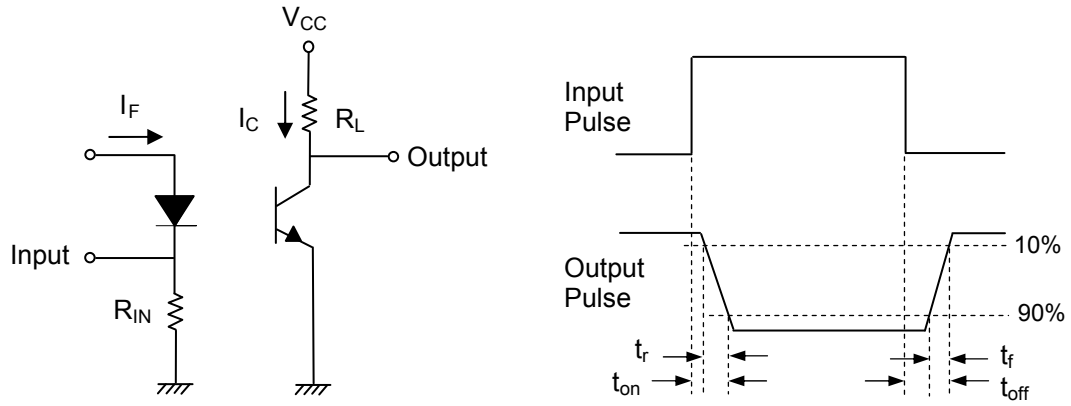 V_CC
I_F
I_C
R_L
Output
Input
R_IN
Input
Pulse
Output
Pulse
10%
90%
t_r
t_f
t_on
t_off